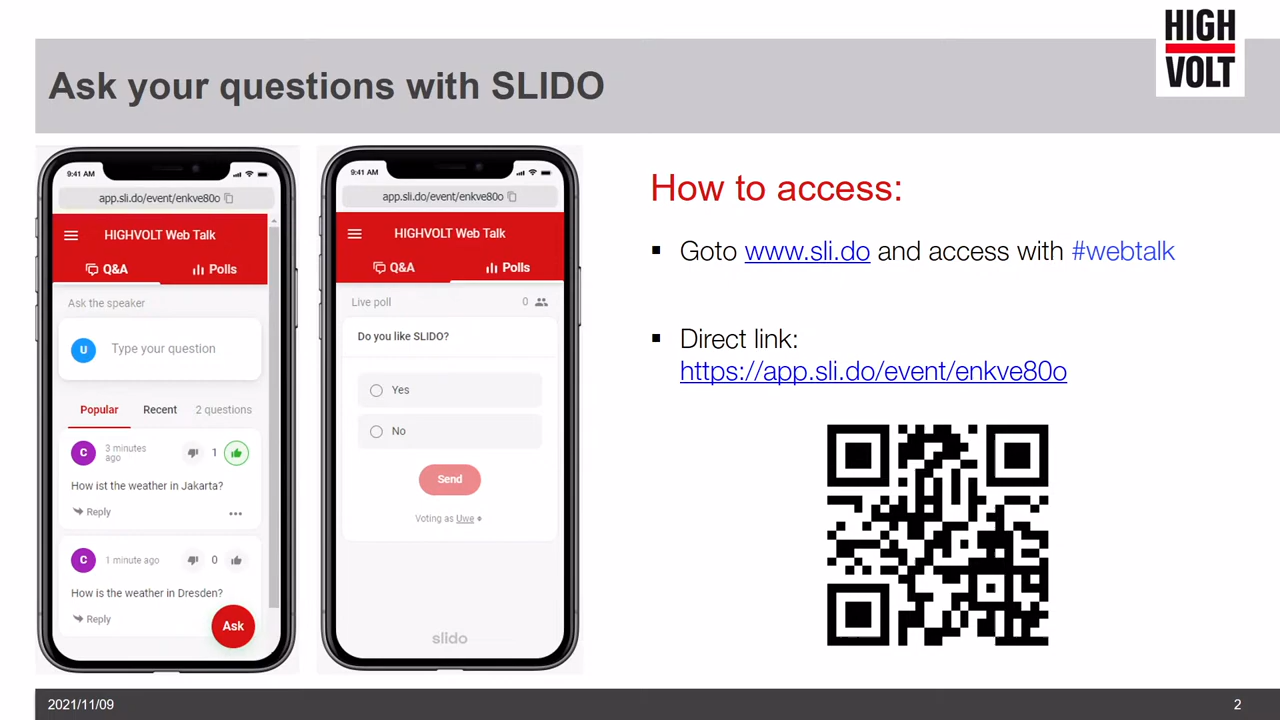 HIGH
VOLT
Ask your questions with SLIDO
9:41 AM
app.sli.do/event/enkve80o
HIGHVOLT Web Talk
Q&A Polls
Ask the speaker
U Type your question
Popular Recent 2 questions
C 3 minutes ago 1
How ist the weather in Jakarta?
Reply
C 1 minute ago 0
How is the weather in Dresden?
Reply
Ask
9:41 AM
app.sli.do/event/enkve80o
HIGHVOLT Web Talk
Q&A Polls
Live poll 0
Do you like SLIDO?
Yes
No
Send
Voting as Uwe
slido
How to access:
▪ Goto www.sli.do and access with #webtalk
▪ Direct link:
https://app.sli.do/event/enkve80o
2021/11/09
2